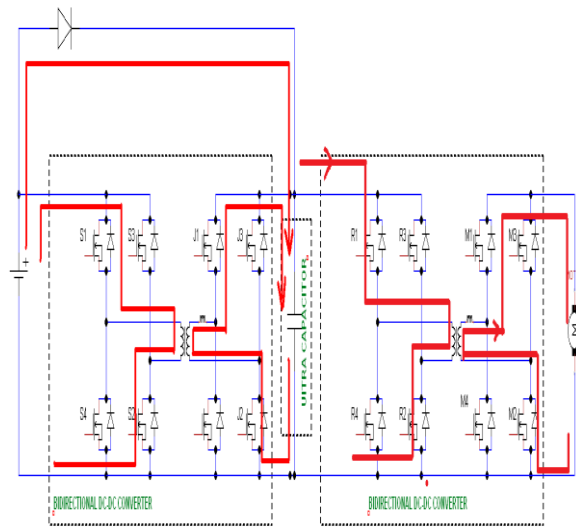 S1
S3
J1
J3
R1
R3
M1
M3
+
UITRA CAPACITOR
M
S4
S2
J2
R4
R2
M4
M2
BIDIRECTIONAL DC-DC CONVERTER
BIDIRECTIONAL DC-DC CONVERTER